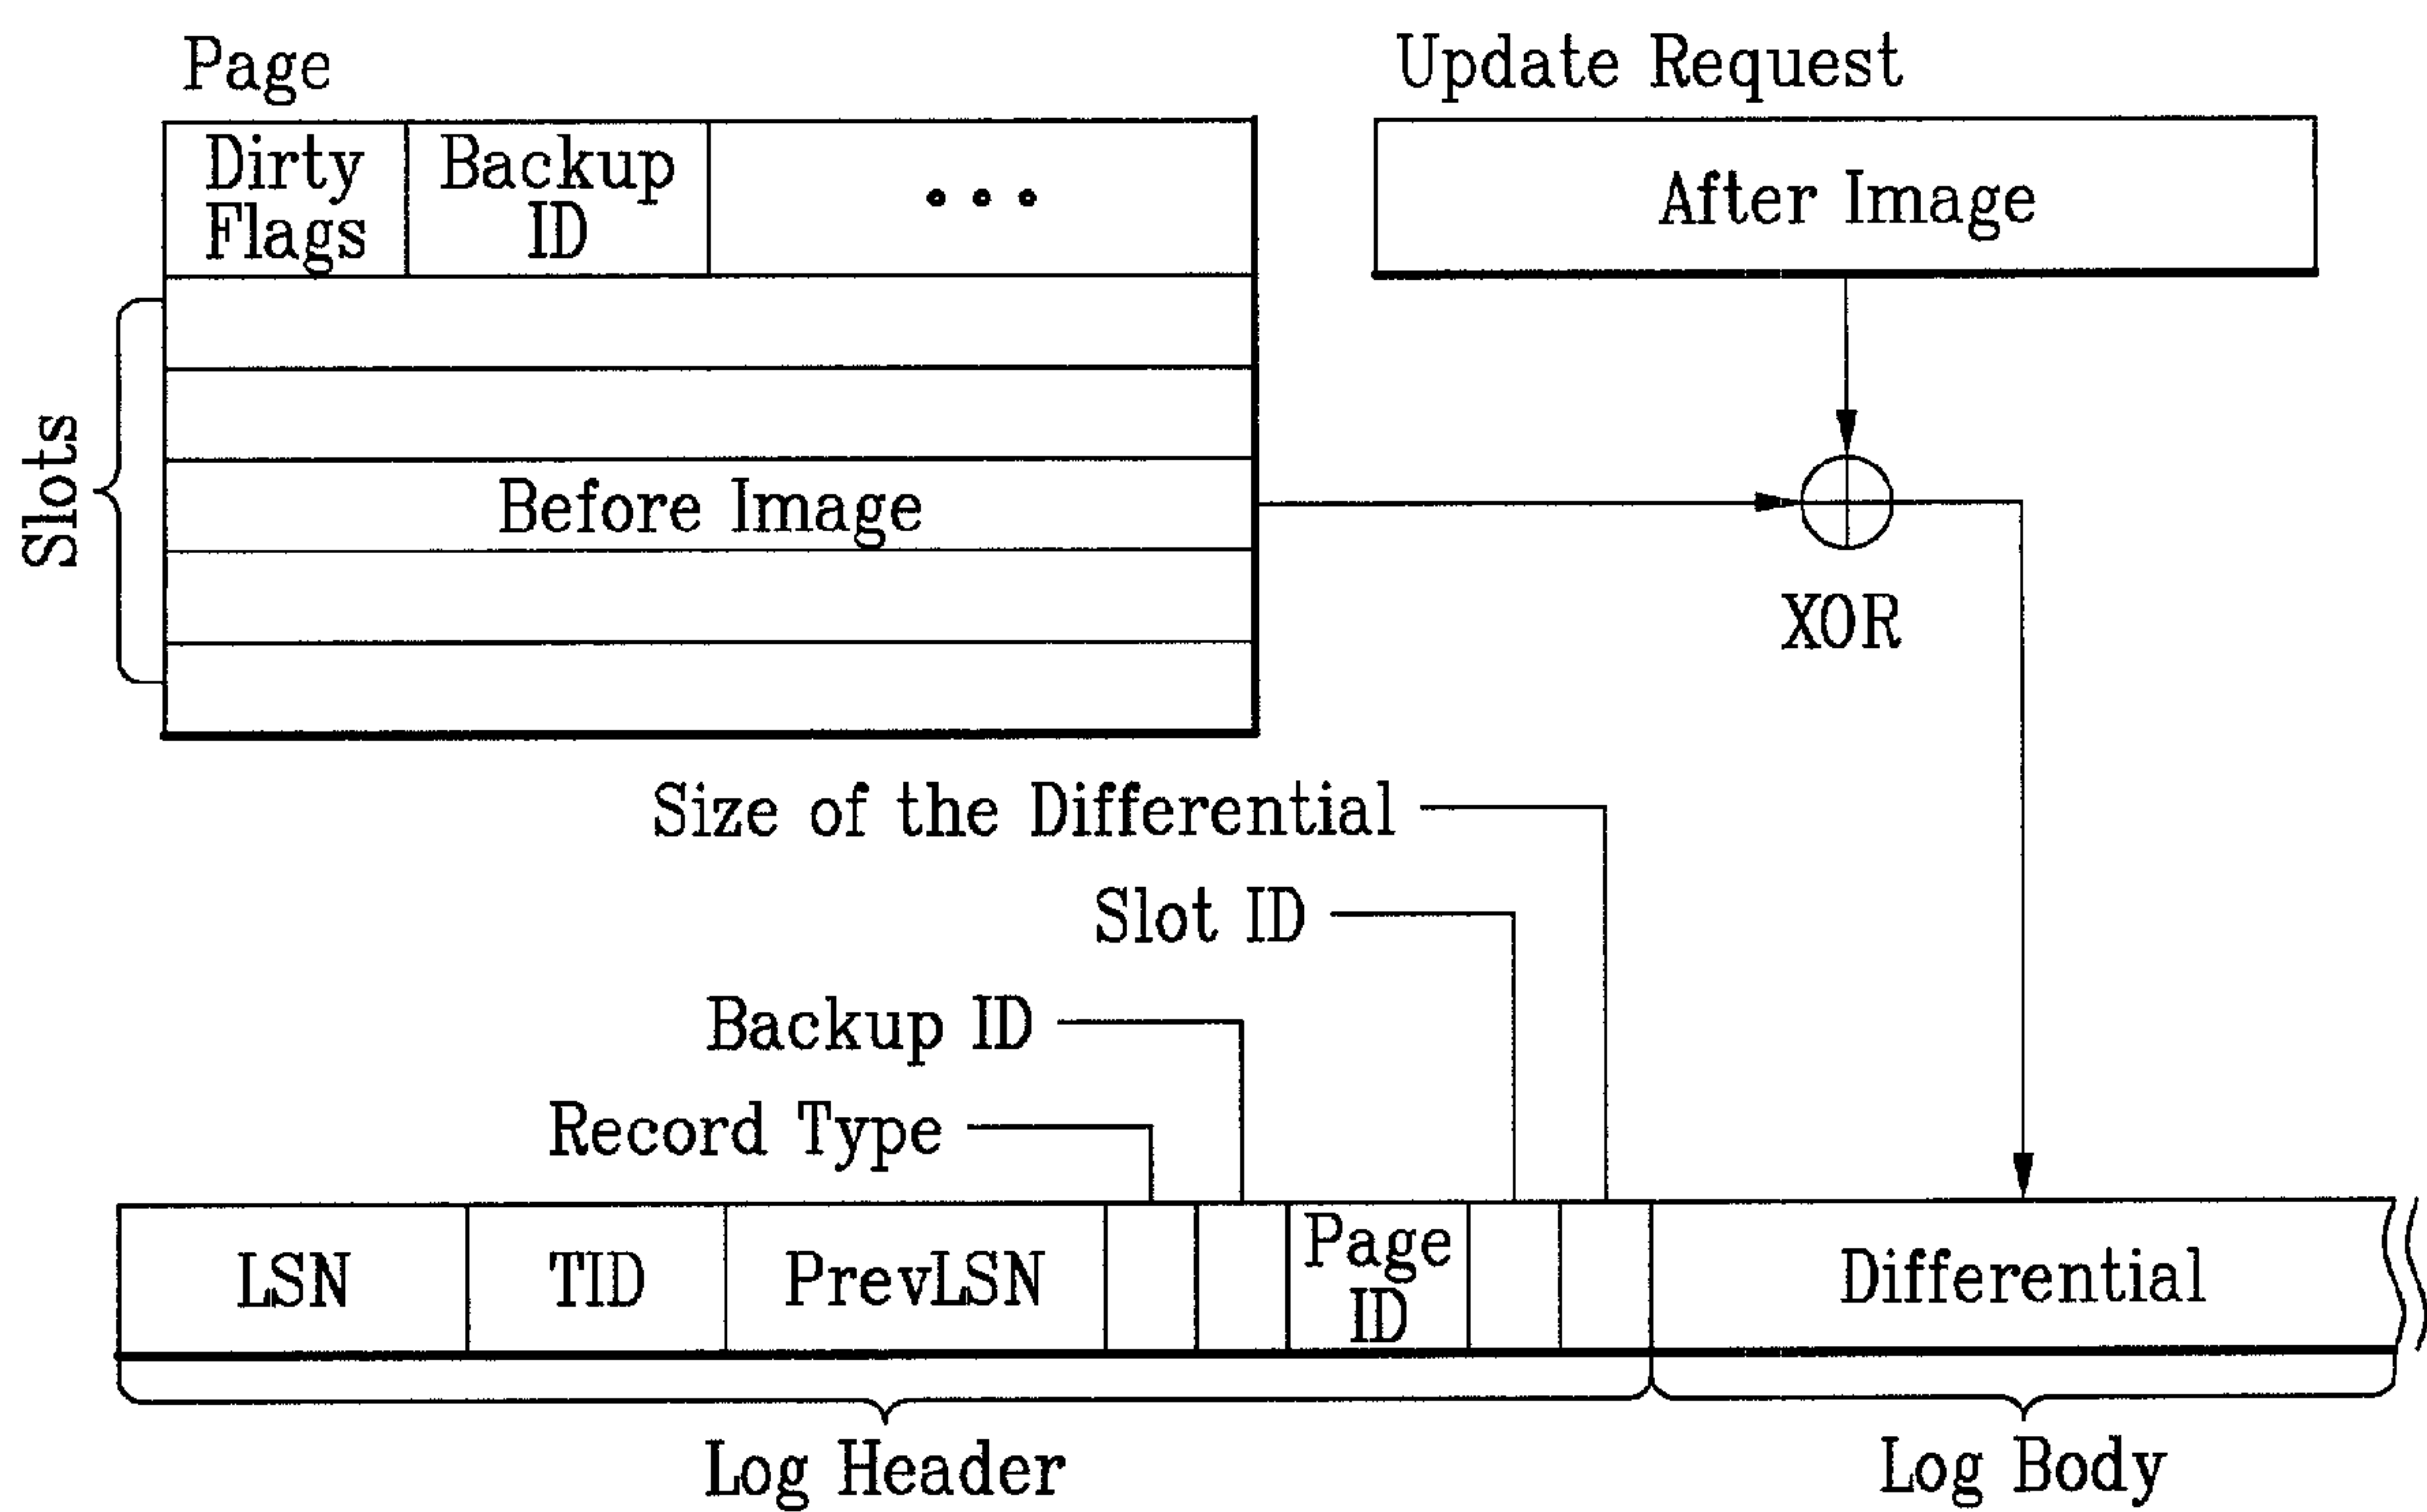 Page
Update Request
Dirty
Flags
Backup
ID
After Image
Slots
Before Image
XOR
Size of the Differential
Slot ID
Backup ID
Record Type
LSN
TID
PrevLSN
Page
ID
Differential
Log Header
Log Body